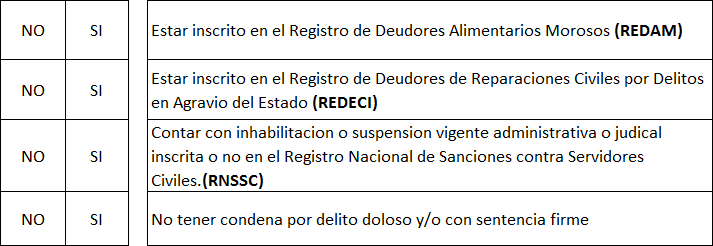 NO SI Estar inscrito en el Registro de Deudores Alimentarios Morosos (REDAM)
NO SI Estar inscrito en el Registro de Deudores de Reparaciones Civiles por Delitos
en Agravio del Estado (REDECI)
NO SI Contar con inhabilitacion o suspension vigente administrativa o judical
inscrita o no en el Registro Nacional de Sanciones contra Servidores
Civiles.(RNSSC)
NO SI No tener condena por delito doloso y/o con sentencia firme